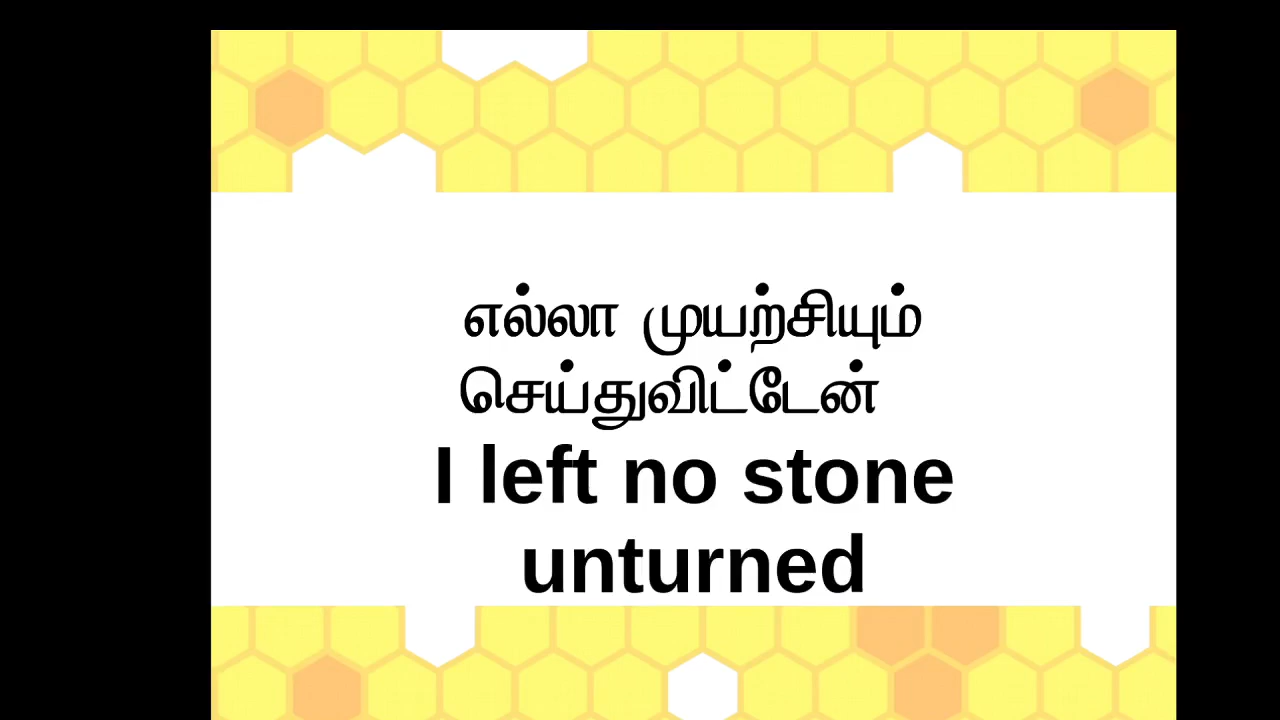 எல்லா முயற்சியும்
செய்துவிட்டேன்
I left no stone
unturned